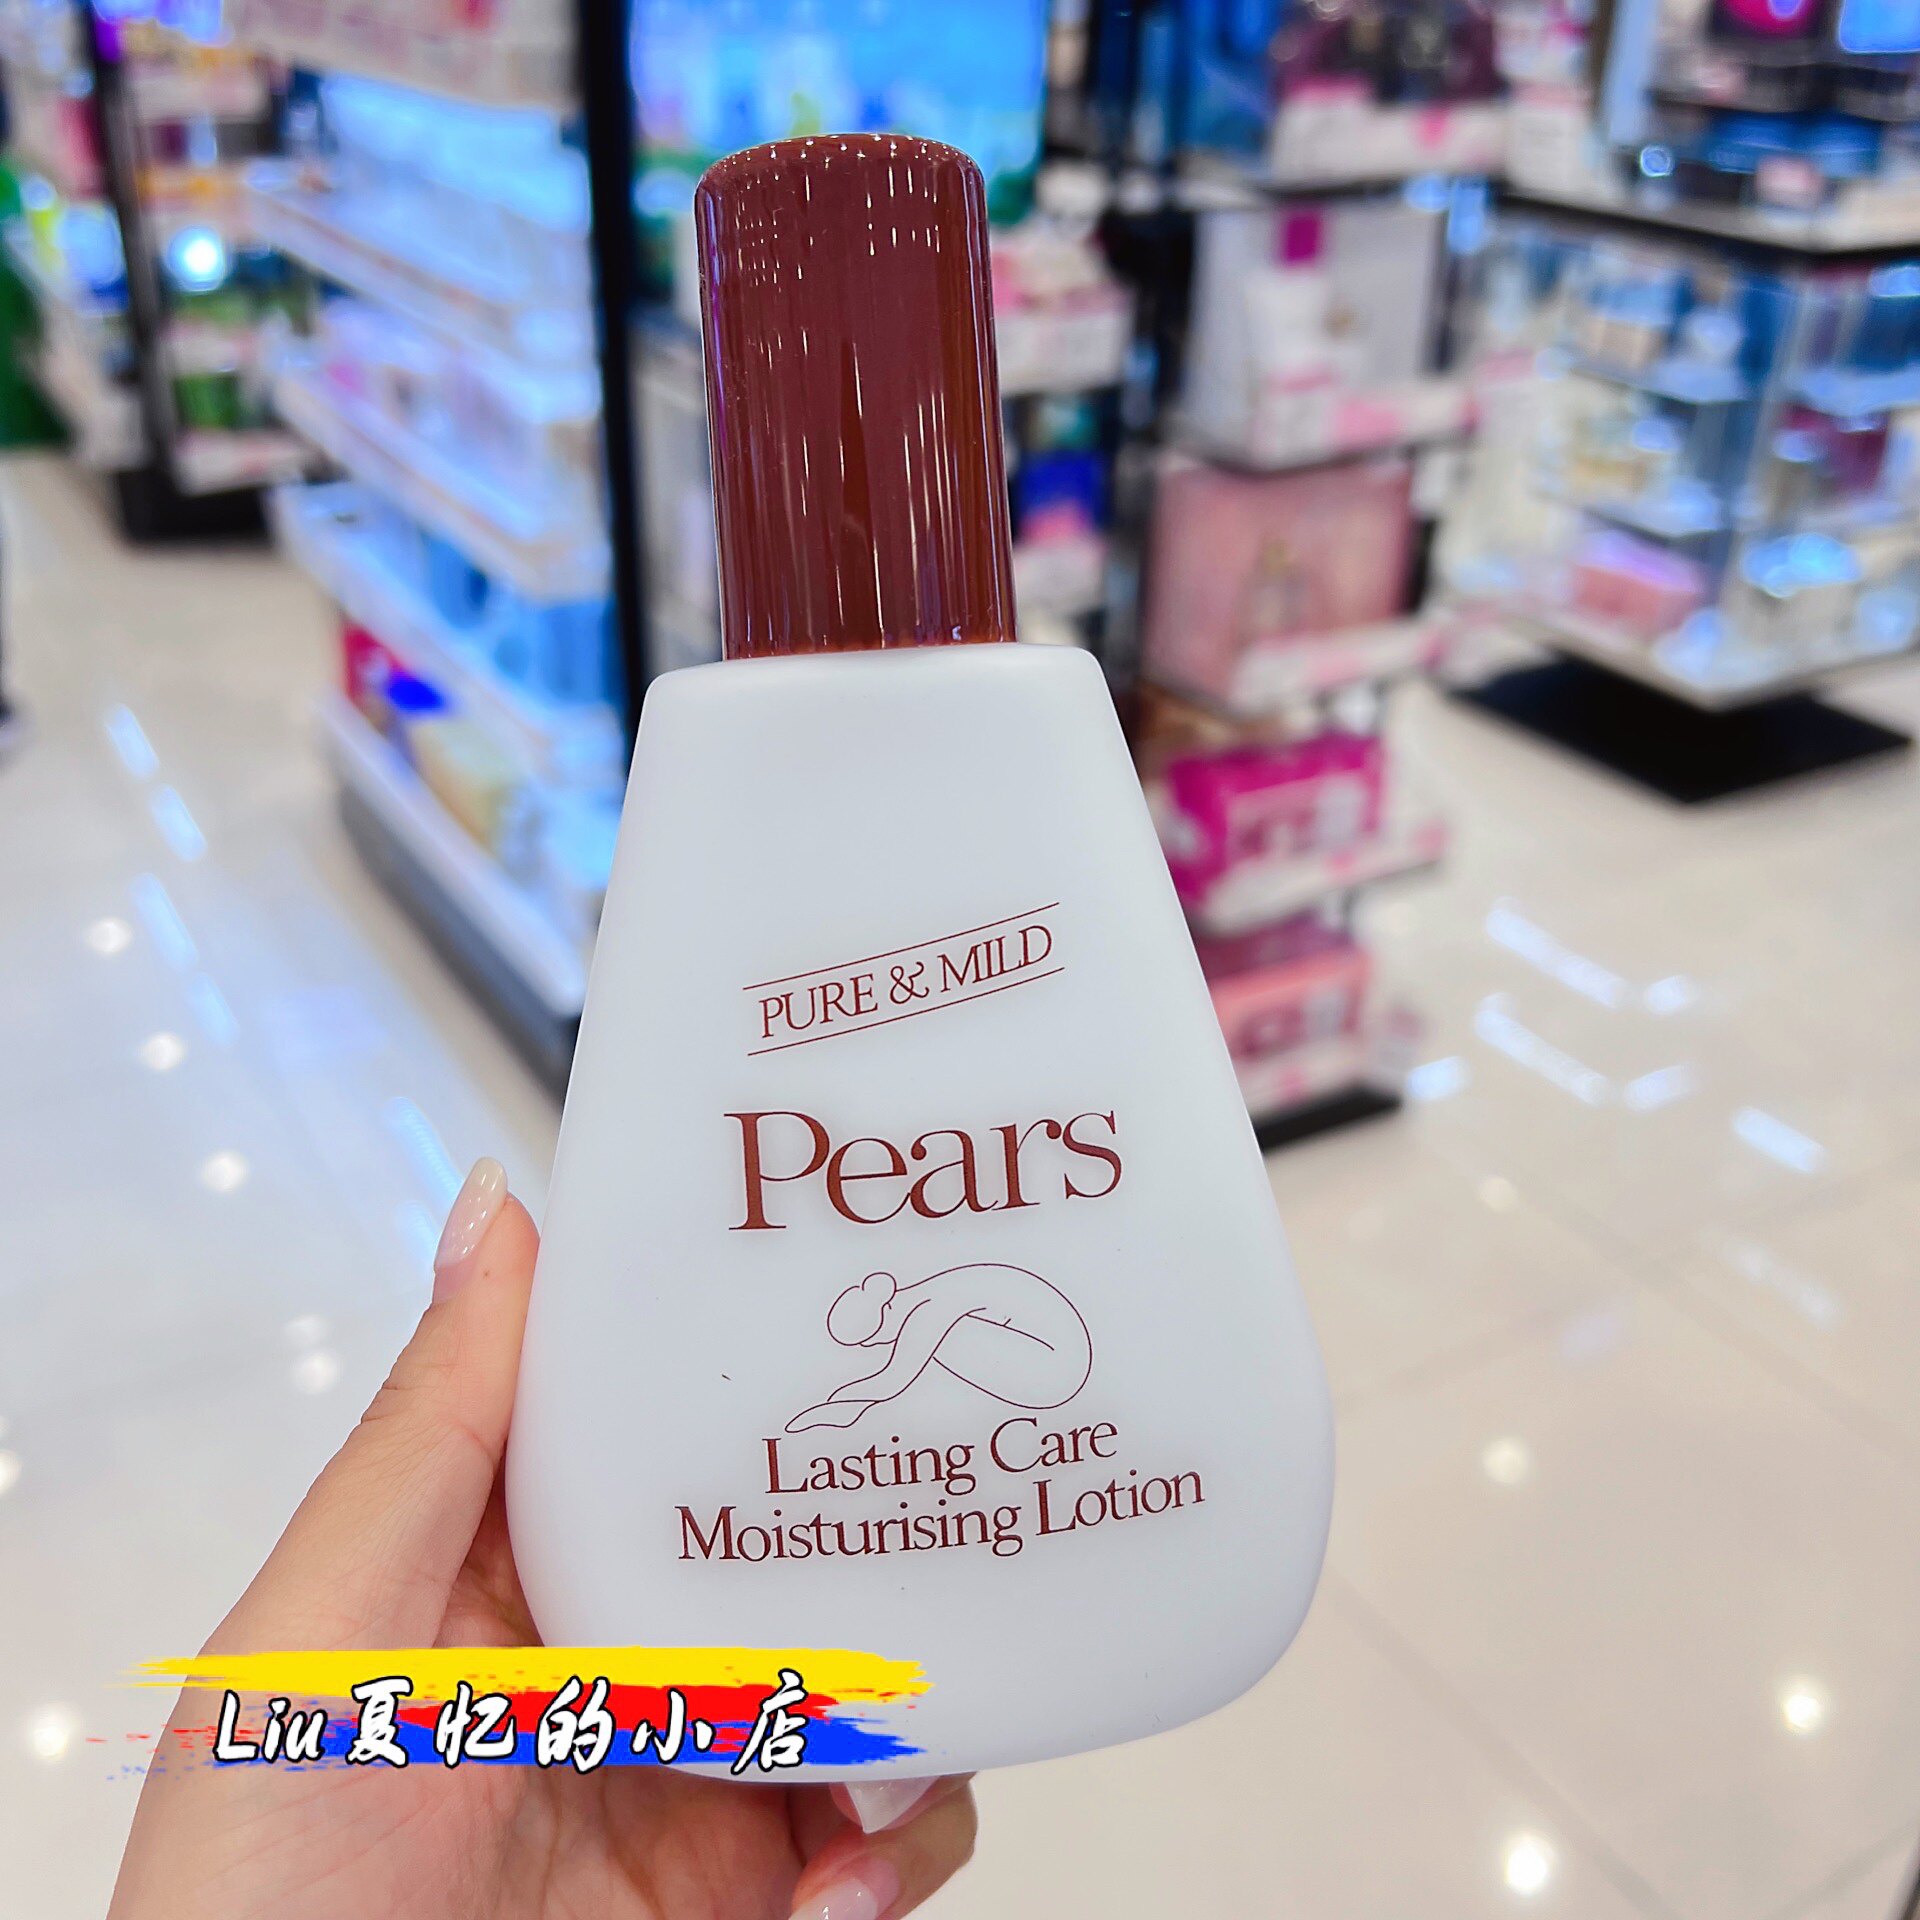 PURE & MILD
Pears
Lasting Care
Moisturising Lotion
Liu夏忆的小店